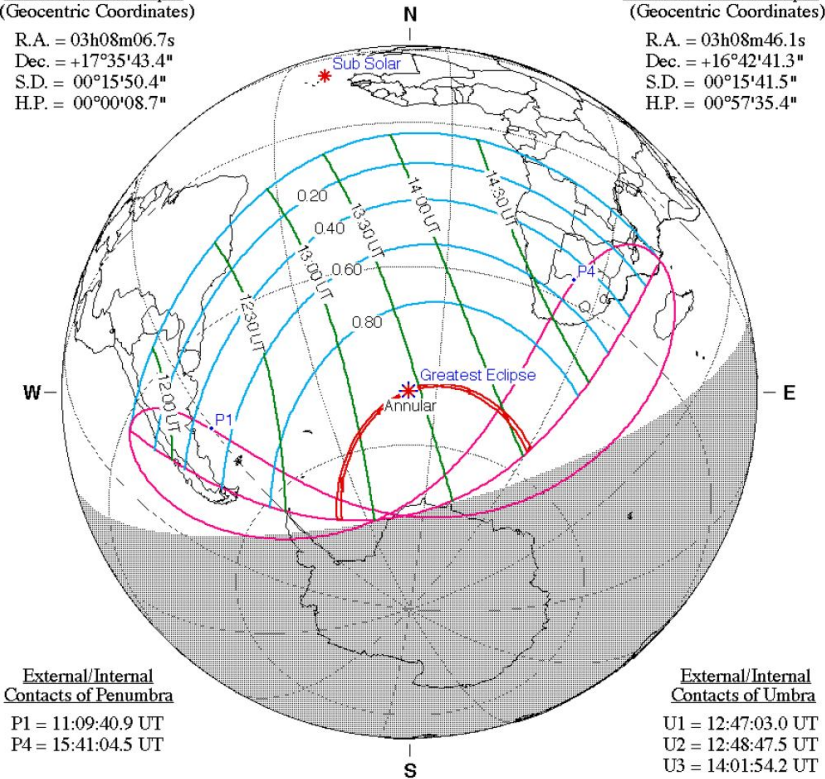 (Geocentric Coordinates)
R.A. = 03h08m06.7s
Dec. = +17°35'43.4"
S.D. = 00°15'50.4"
H.P. = 00°00'08.7"
(Geocentric Coordinates)
R.A. = 03h08m46.1s
Dec. = +16°42'41.3"
S.D. = 00°15'41.5"
H.P. = 00°57'35.4"
N
Sub Solar
0.20
0.40
0.60
0.80
12:00 UT
12:30 UT
13:00 UT
13:30 UT
14:00 UT
14:30 UT
P4
W
E
Greatest Eclipse
Annular
P1
External/Internal
Contacts of Penumbra
P1 = 11:09:40.9 UT
P4 = 15:41:04.5 UT
External/Internal
Contacts of Umbra
U1 = 12:47:03.0 UT
U2 = 12:48:47.5 UT
U3 = 14:01:54.2 UT
S